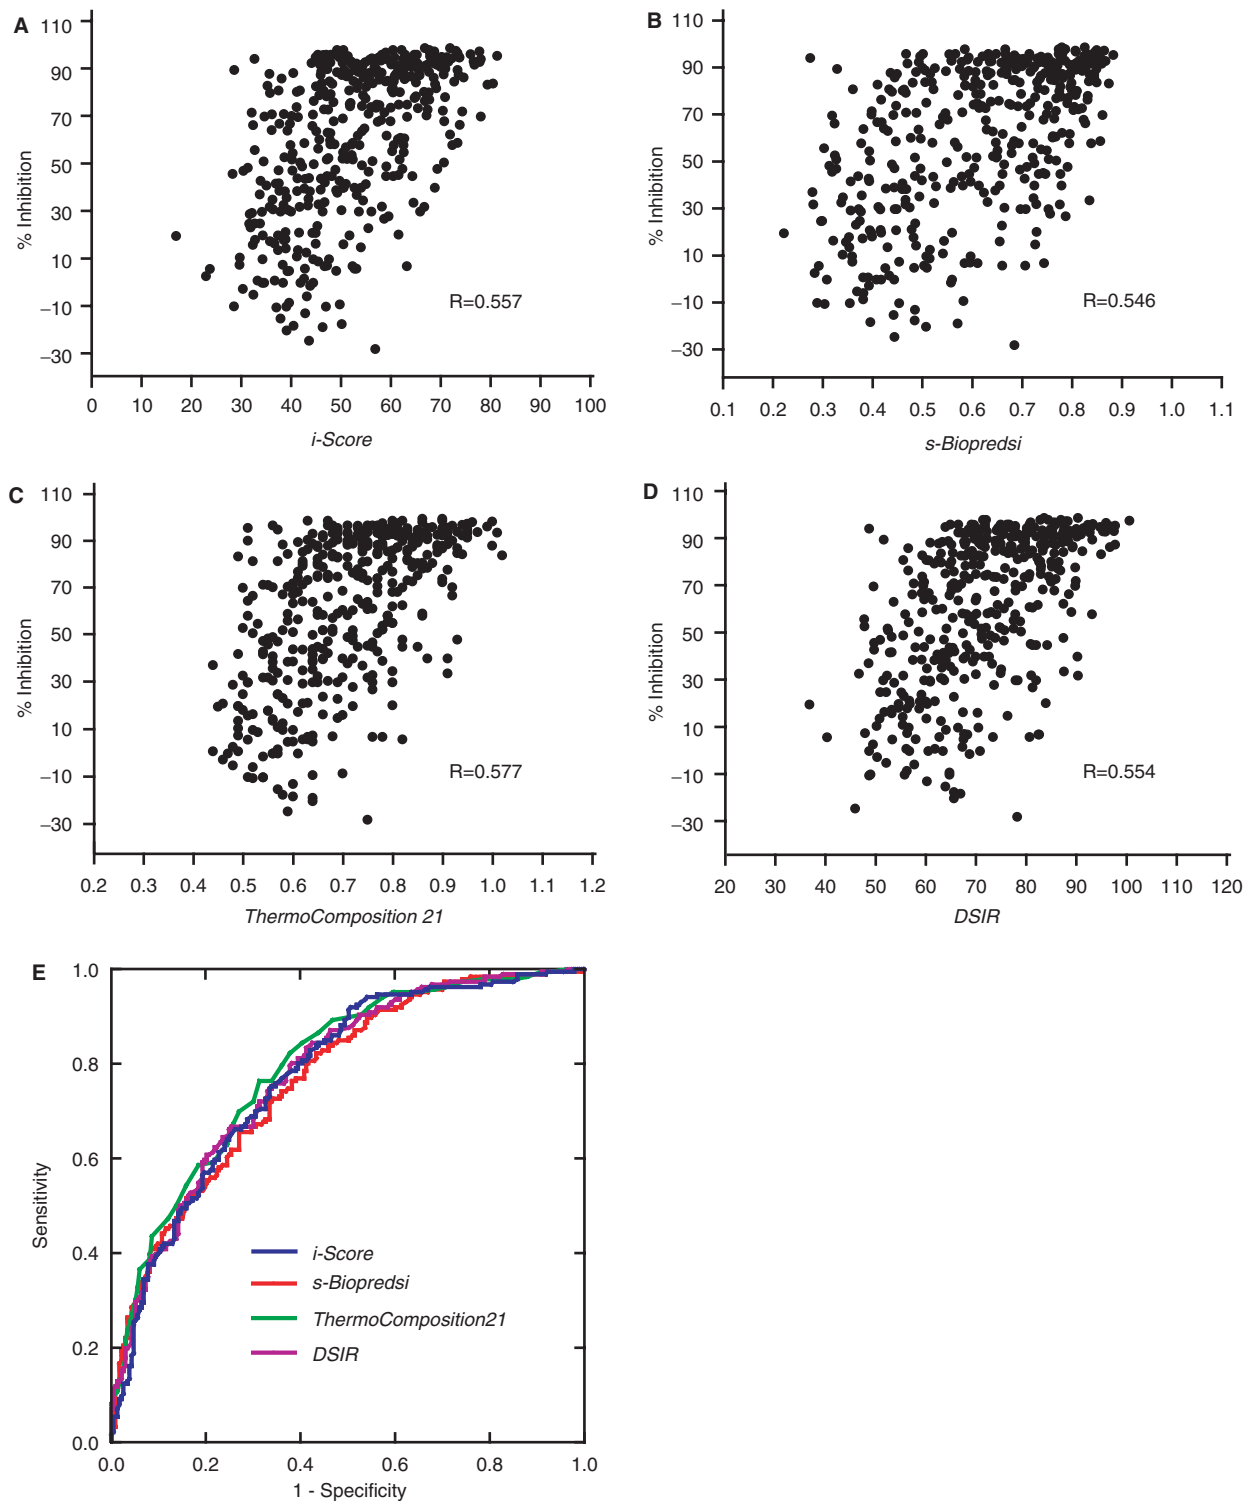 A
110
90
70
50
30
10
−10
−30
% Inhibition
R=0.557
0 10 20 30 40 50 60 70 80 90 100
i-Score
B
110
90
70
50
30
10
−10
−30
% Inhibition
R=0.546
0.1 0.2 0.3 0.4 0.5 0.6 0.7 0.8 0.9 1.0 1.1
s-Biopredsi
C
110
90
70
50
30
10
−10
−30
% Inhibition
R=0.577
0.2 0.3 0.4 0.5 0.6 0.7 0.8 0.9 1.0 1.1 1.2
ThermoComposition 21
D
110
90
70
50
30
10
−10
−30
% Inhibition
R=0.554
20 30 40 50 60 70 80 90 100 110 120
DSIR
E
1.0
0.8
0.6
0.4
0.2
0.0
Sensitivity
i-Score
s-Biopredsi
ThermoComposition21
DSIR
0.0 0.2 0.4 0.6 0.8 1.0
1 - Specificity